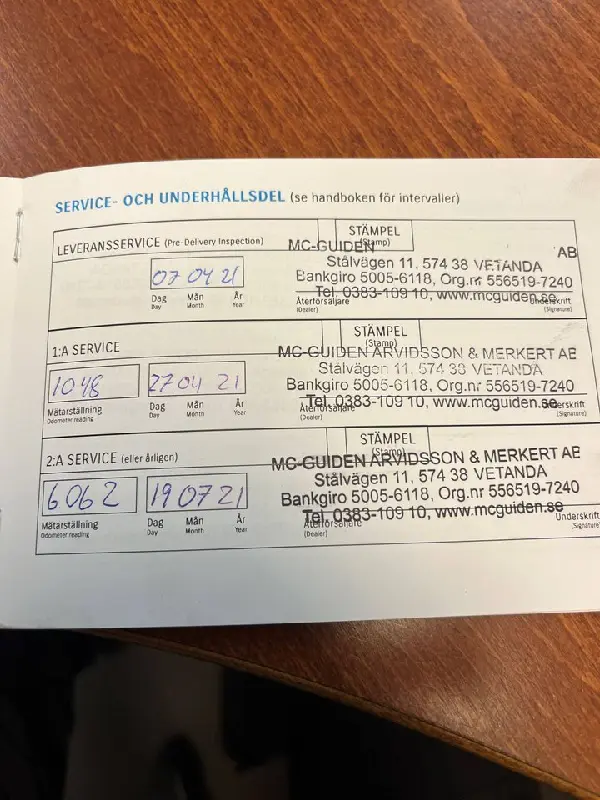 SERVICE- OCH UNDERHÅLLSDEL (se handboken för intervaller)
LEVERANSSERVICE (Pre-Delivery Inspection)
STÄMPEL
(Stamp)
MC-GUIDEN AB
Stålvägen 11, 574 38 VETANDA
Bankgiro 5005-6118, Org.nr 556519-7240
Tel. 0383-109 10, www.mcguiden.se
07 04 21
Dag Mån År
Day Month Year
Återförsäljare Underskrift
(Dealer) (Signature)
1:A SERVICE
STÄMPEL
(Stamp)
MC-GUIDEN ARVIDSSON & MERKERT AB
Stålvägen 11, 574 38 VETANDA
Bankgiro 5005-6118, Org.nr 556519-7240
Tel. 0383-109 10, www.mcguiden.se
1048 27 04 21
Mätarställning Dag Mån År
Odometer reading Day Month Year
Återförsäljare Underskrift
(Dealer) (Signature)
2:A SERVICE (eller årligen)
STÄMPEL
(Stamp)
MC-GUIDEN ARVIDSSON & MERKERT AB
Stålvägen 11, 574 38 VETANDA
Bankgiro 5005-6118, Org.nr 556519-7240
Tel. 0383-109 10, www.mcguiden.se
6062 19 07 21
Mätarställning Dag Mån År
Odometer reading Day Month Year
Återförsäljare Underskrift
(Dealer) (Signature)